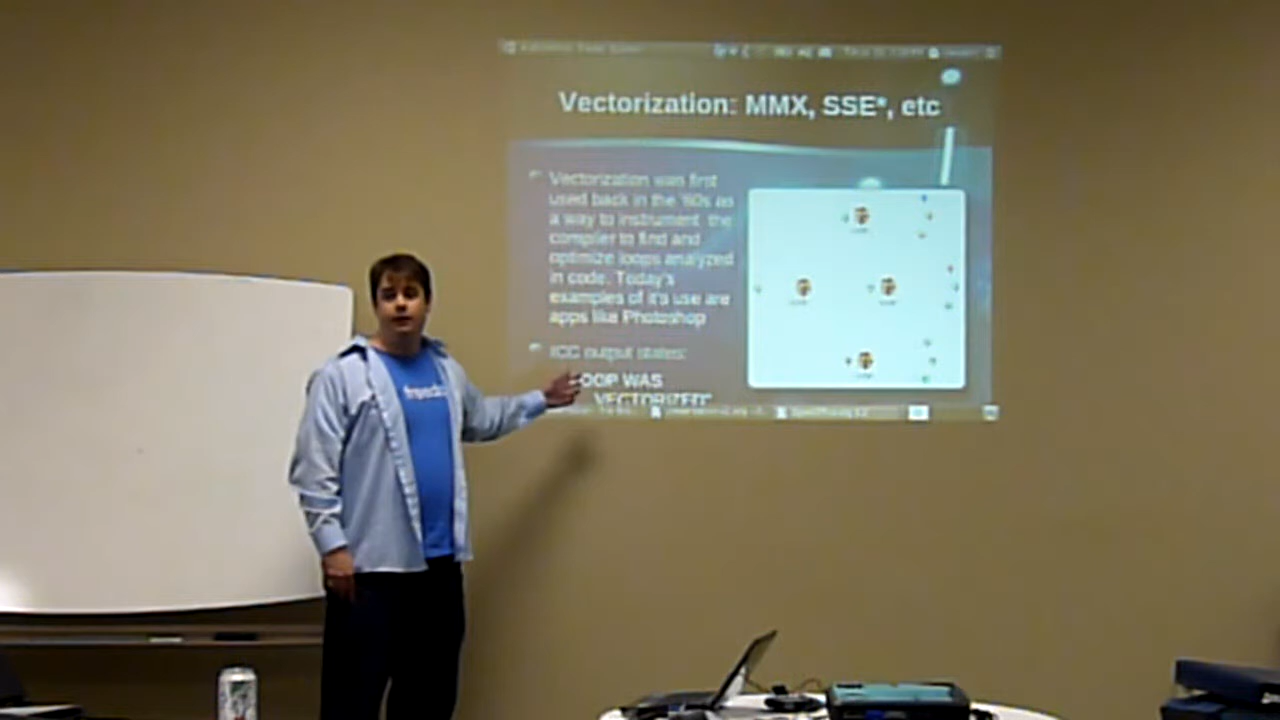 Vectorization: MMX, SSE*, etc
Vectorization was first
used back in the '60s as
a way to instrument the
compiler to find and
optimize loops analyzed
in code. Today's
examples of it's use are
apps like Photoshop
ICC output states:
OOP WAS
VECTORIZED"
freed